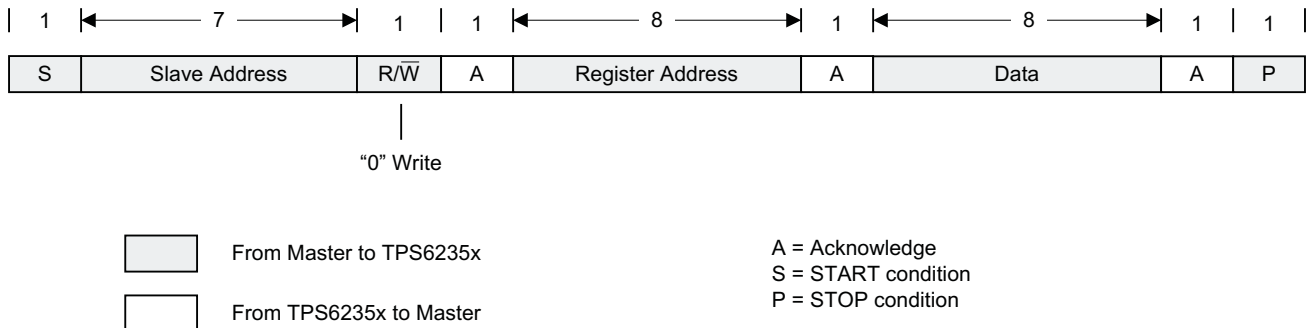 1 7 1 1 8 1 8 1 1
S Slave Address R/W̅ A Register Address A Data A P
“0” Write
From Master to TPS6235x
From TPS6235x to Master
A = Acknowledge
S = START condition
P = STOP condition